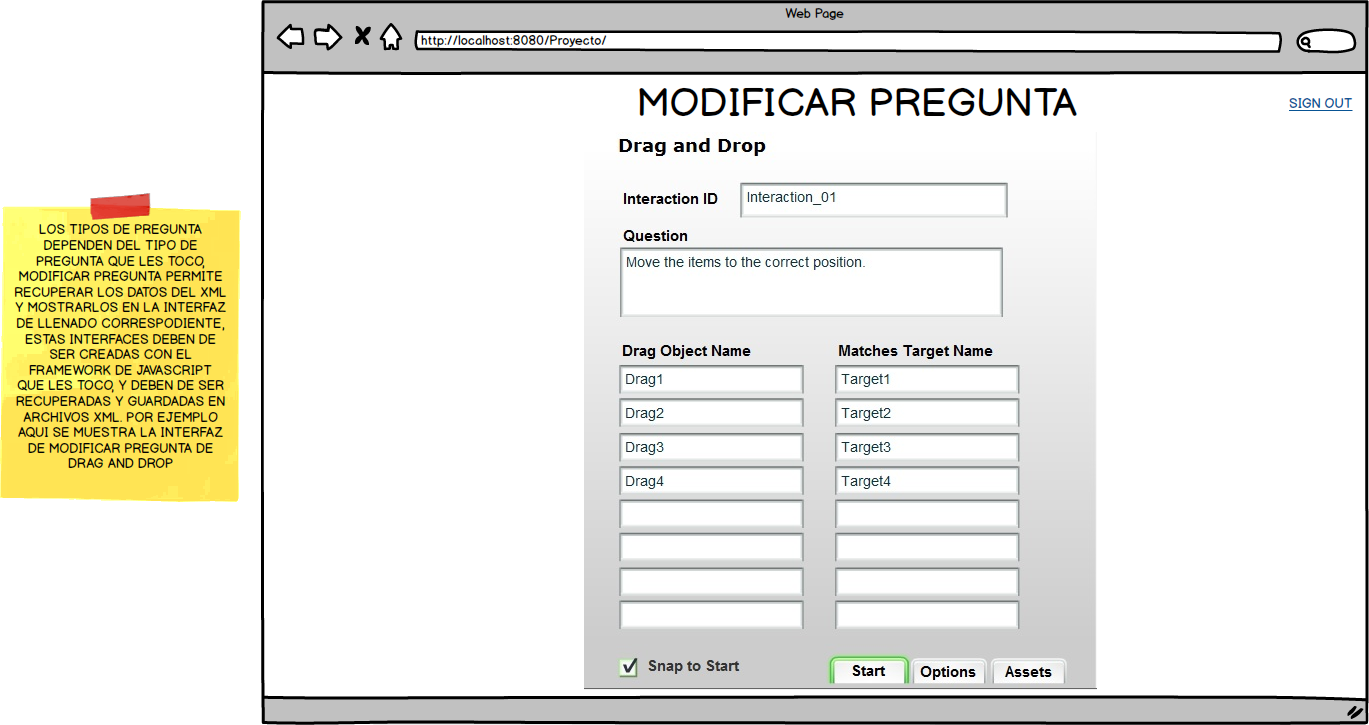 Web Page
http://localhost:8080/Proyecto/
MODIFICAR PREGUNTA
SIGN OUT
Drag and Drop
Interaction ID
Interaction_01
Question
Move the items to the correct position.
Drag Object Name
Matches Target Name
Drag1
Target1
Drag2
Target2
Drag3
Target3
Drag4
Target4
Snap to Start
Start
Options
Assets
LOS TIPOS DE PREGUNTA
DEPENDEN DEL TIPO DE
PREGUNTA QUE LES TOCO,
MODIFICAR PREGUNTA PERMITE
RECUPERAR LOS DATOS DEL XML
Y MOSTRARLOS EN LA INTERFAZ
DE LLENADO CORRESPODIENTE,
ESTAS INTERFACES DEBEN DE
SER CREADAS CON EL
FRAMEWORK DE JAVASCRIPT
QUE LES TOCO, Y DEBEN DE SER
RECUPERADAS Y GUARDADAS EN
ARCHIVOS XML. POR EJEMPLO
AQUI SE MUESTRA LA INTERFAZ
DE MODIFICAR PREGUNTA DE
DRAG AND DROP